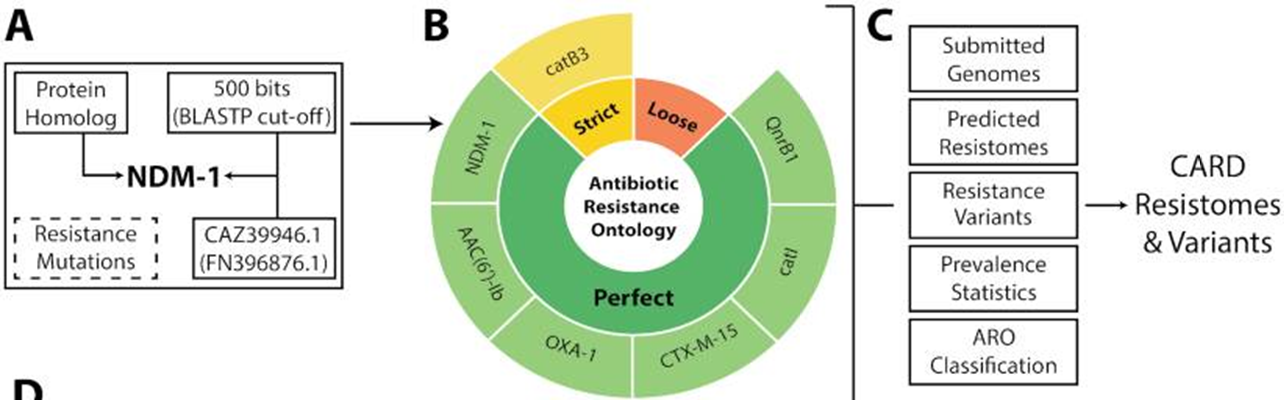 A
Protein
Homolog
500 bits
(BLASTP cut-off)
NDM-1
Resistance
Mutations
CAZ39946.1
(FN396876.1)
B
catB3
Strict
Loose
NDM-1
QnrB1
Antibiotic
Resistance
Ontology
AAC(6')-Ib
catI
Perfect
OXA-1
CTX-M-15
C
Submitted
Genomes
Predicted
Resistomes
Resistance
Variants
Prevalence
Statistics
ARO
Classification
CARD
Resistomes
& Variants
D